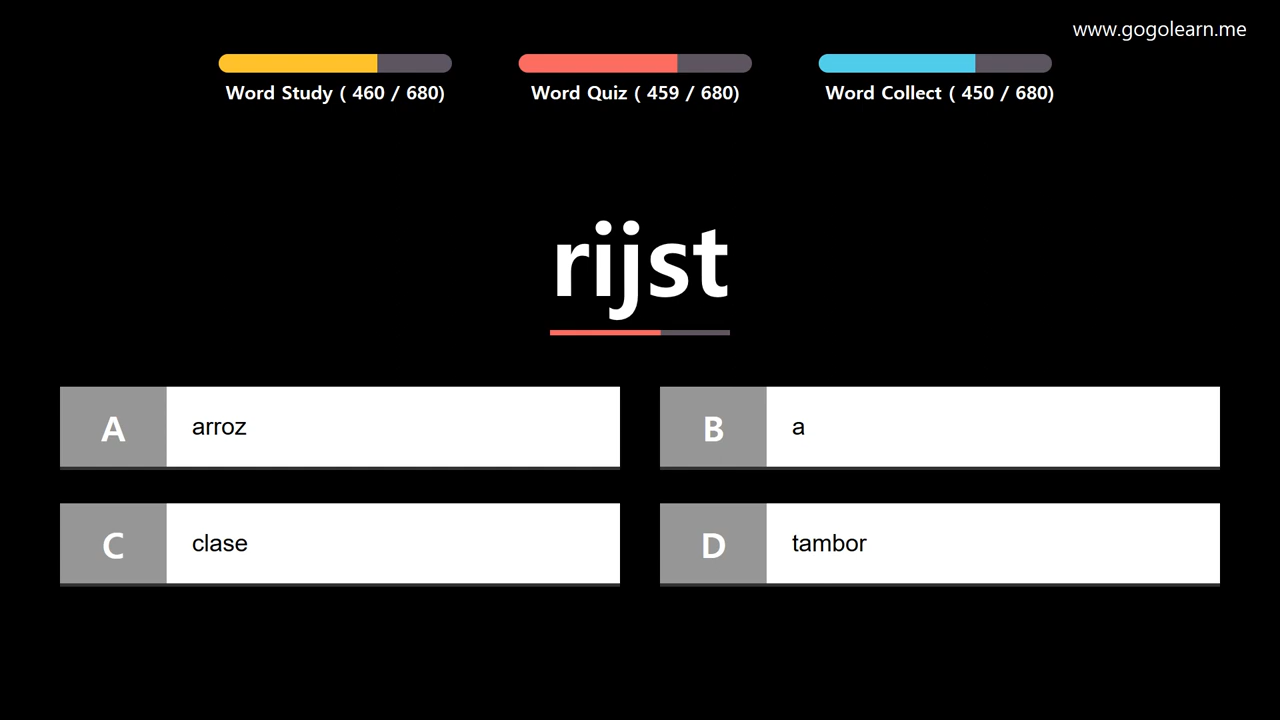 www.gogolearn.me
Word Study ( 460 / 680)
Word Quiz ( 459 / 680)
Word Collect ( 450 / 680)
rijst
A arroz
B a
C clase
D tambor